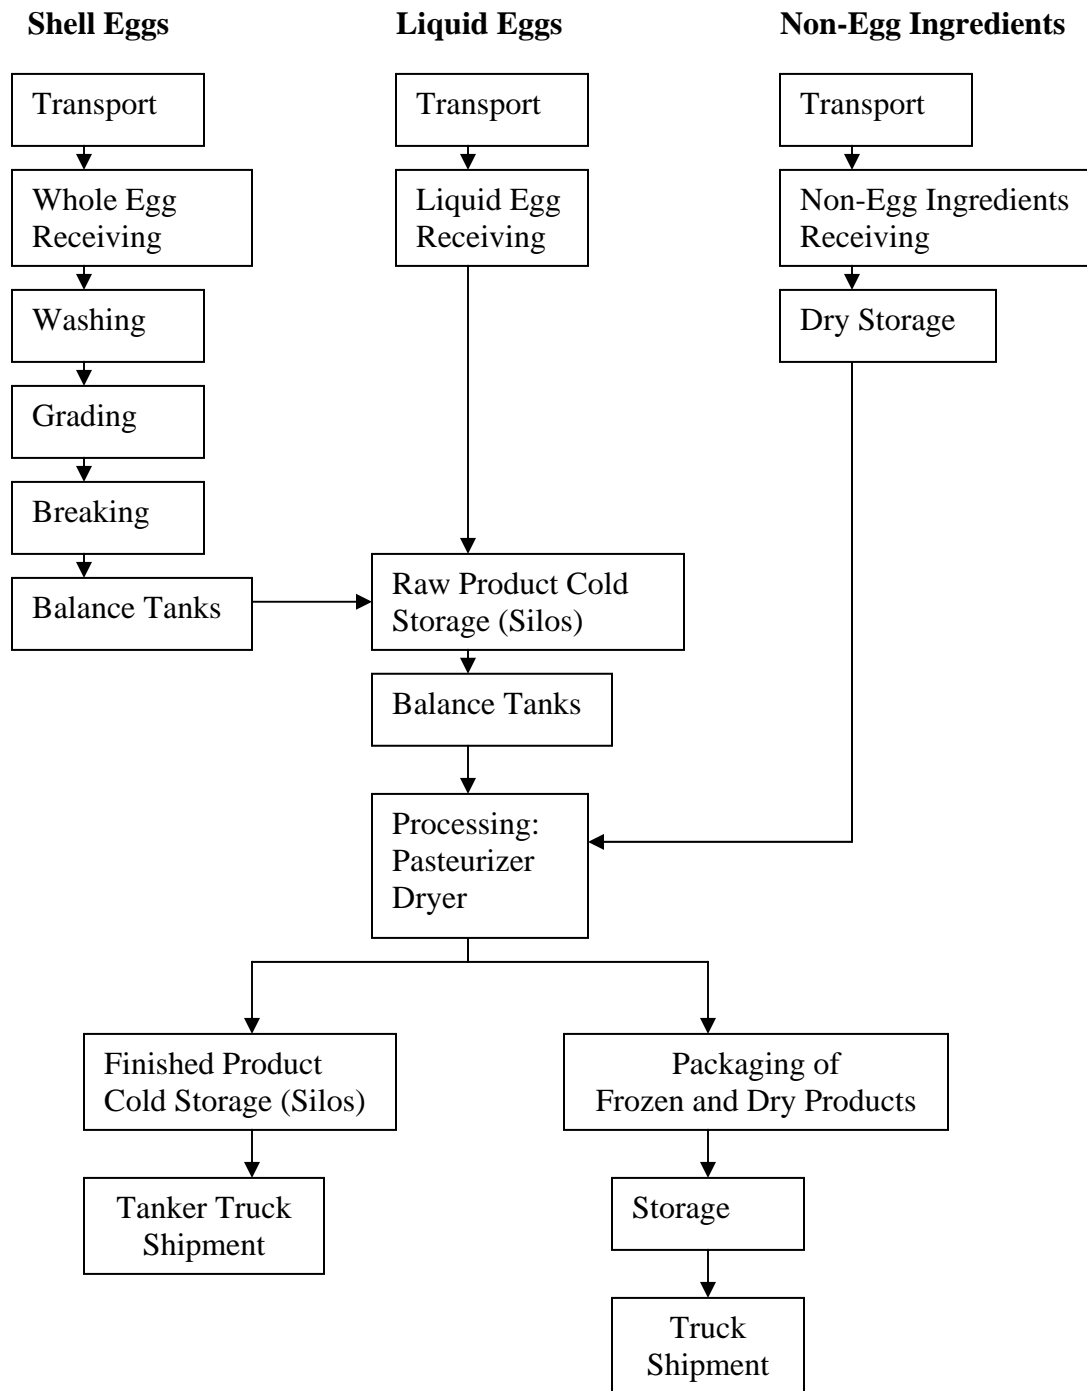 Shell Eggs
Liquid Eggs
Non-Egg Ingredients
Transport
Transport
Transport
Whole Egg
Receiving
Liquid Egg
Receiving
Non-Egg Ingredients
Receiving
Washing
Dry Storage
Grading
Breaking
Balance Tanks
Raw Product Cold
Storage (Silos)
Balance Tanks
Processing:
Pasteurizer
Dryer
Finished Product
Cold Storage (Silos)
Packaging of
Frozen and Dry Products
Tanker Truck
Shipment
Storage
Truck
Shipment